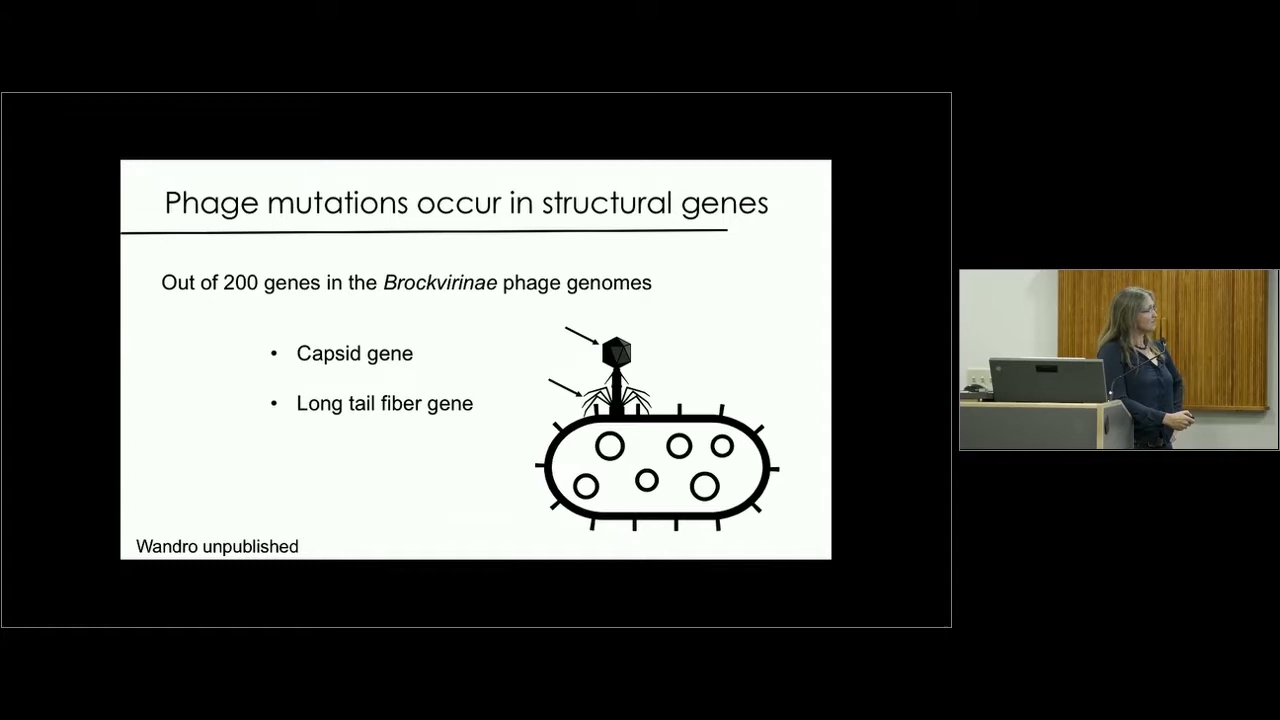 Phage mutations occur in structural genes
Out of 200 genes in the Brockvirinae phage genomes
• Capsid gene
• Long tail fiber gene
Wandro unpublished